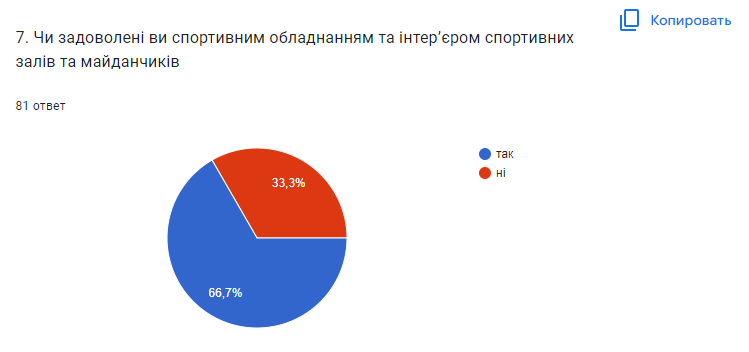 Копировать
7. Чи задоволені ви спортивним обладнанням та інтер’єром спортивних
залів та майданчиків
81 ответ
так
ні
33,3%
66,7%